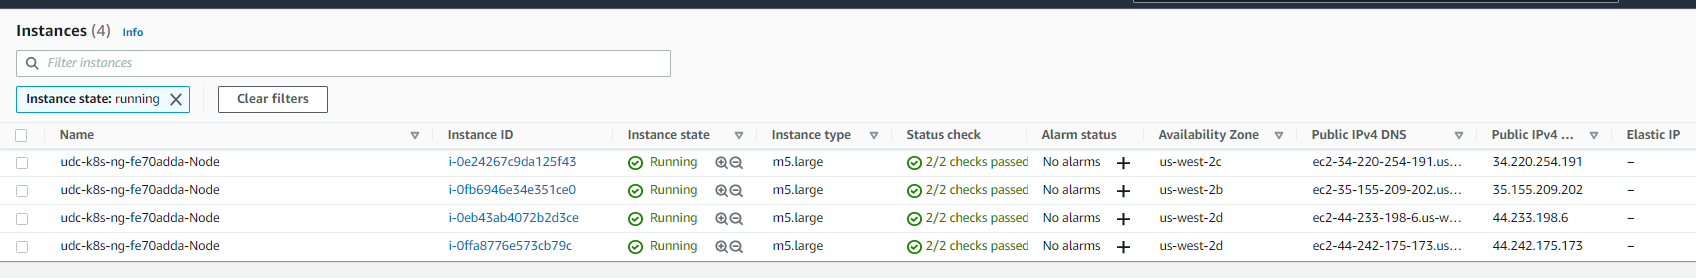 Instances (4) Info
Filter instances
Instance state: running Clear filters
Name Instance ID Instance state Instance type Status check Alarm status Availability Zone Public IPv4 DNS Public IPv4 ... Elastic IP
udc-k8s-ng-fe70adda-Node i-0e24267c9da125f43 Running m5.large 2/2 checks passed No alarms + us-west-2c ec2-34-220-254-191.us... 34.220.254.191 –
udc-k8s-ng-fe70adda-Node i-0fb6946e34e351ce0 Running m5.large 2/2 checks passed No alarms + us-west-2b ec2-35-155-209-202.us... 35.155.209.202 –
udc-k8s-ng-fe70adda-Node i-0eb43ab4072b2d3ce Running m5.large 2/2 checks passed No alarms + us-west-2d ec2-44-233-198-6.us-w... 44.233.198.6 –
udc-k8s-ng-fe70adda-Node i-0ffa8776e573cb79c Running m5.large 2/2 checks passed No alarms + us-west-2d ec2-44-242-175-173.us... 44.242.175.173 –